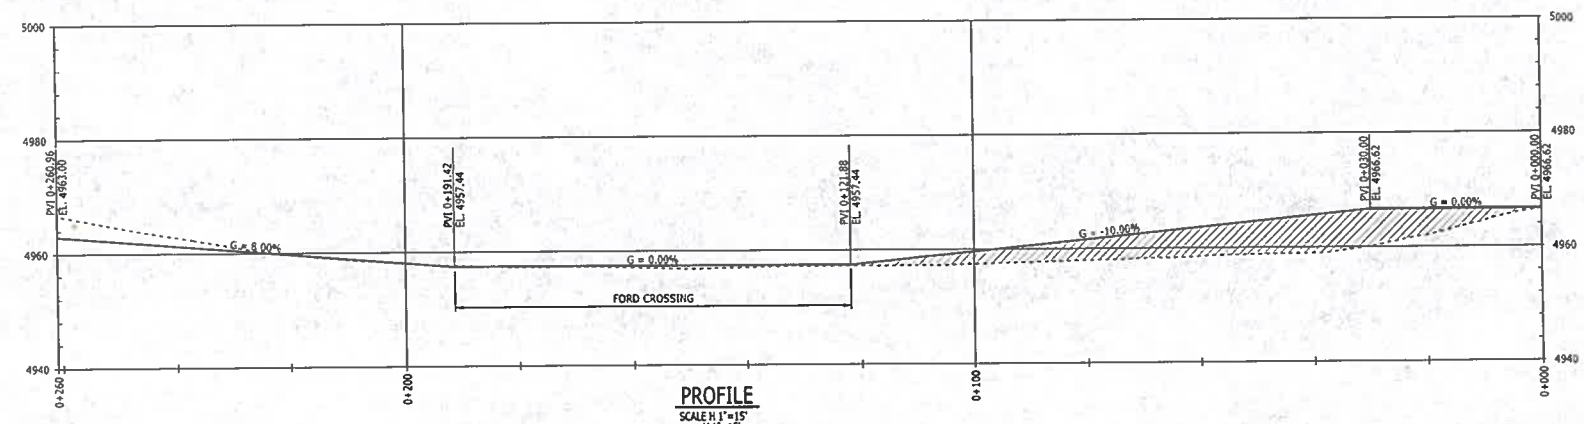 5000
5000
4980
4980
PVI 0+260.96
EL. 4963.00
PVI 0+191.42
EL. 4957.44
PVI 0+121.88
EL. 4957.44
PVI 0+030.00
EL. 4966.62
PVI 0+000.00
EL. 4966.62
G = 0.00%
G = -10.00%
G = 8.00%
G = 0.00%
4960
4960
FORD CROSSING
4940
4940
0+260
0+200
0+100
0+000
PROFILE
SCALE H 1"=15'